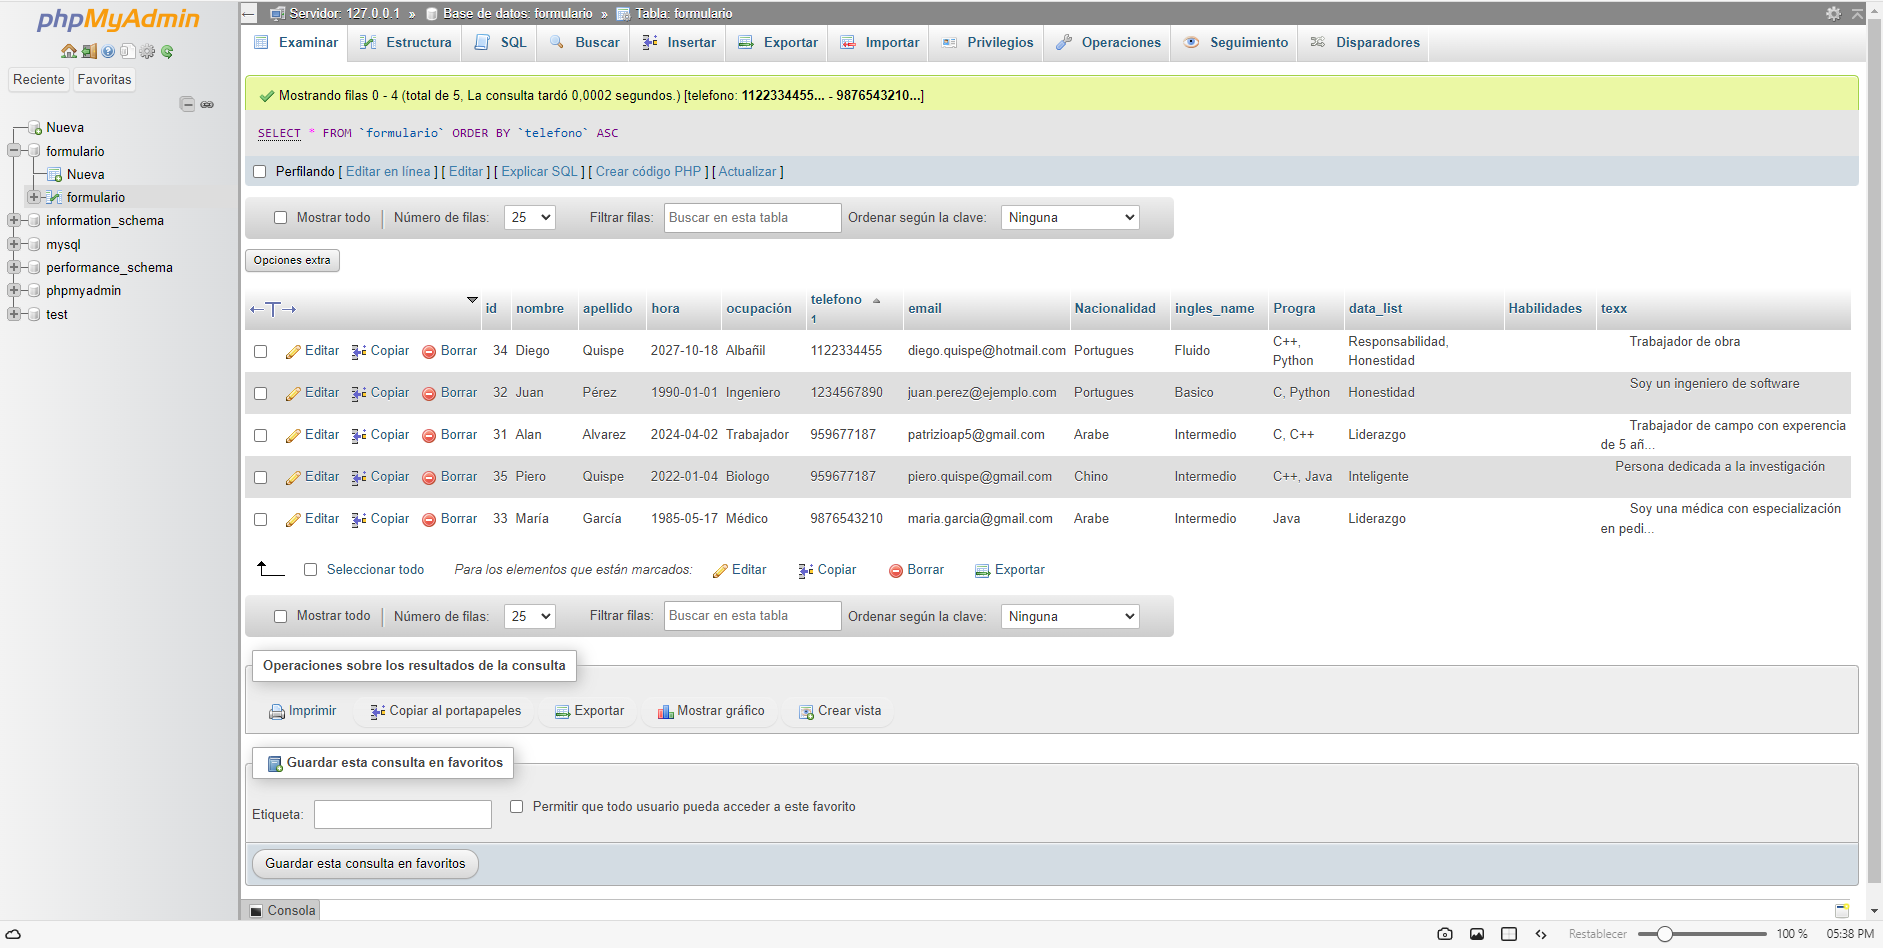 phpMyAdmin
Reciente Favoritas
Nueva
formulario
Nueva
formulario
information_schema
mysql
performance_schema
phpmyadmin
test
Servidor: 127.0.0.1 » Base de datos: formulario » Tabla: formulario
Examinar Estructura SQL Buscar Insertar Exportar Importar Privilegios Operaciones Seguimiento Disparadores
Mostrando filas 0 - 4 (total de 5, La consulta tardó 0,0002 segundos.) [telefono: 1122334455... - 9876543210...]
SELECT * FROM `formulario` ORDER BY `telefono` ASC
Perfilando [ Editar en línea ] [ Editar ] [ Explicar SQL ] [ Crear código PHP ] [ Actualizar ]
Mostrar todo | Número de filas: 25 Filtrar filas: Buscar en esta tabla Ordenar según la clave: Ninguna
Opciones extra
←T→ id nombre apellido hora ocupación telefono 1 email Nacionalidad ingles_name Progra data_list Habilidades texx
Editar Copiar Borrar 34 Diego Quispe 2027-10-18 Albañil 1122334455 diego.quispe@hotmail.com Portugues Fluido C++, Python Responsabilidad, Honestidad Trabajador de obra
Editar Copiar Borrar 32 Juan Pérez 1990-01-01 Ingeniero 1234567890 juan.perez@ejemplo.com Portugues Basico C, Python Honestidad Soy un ingeniero de software
Editar Copiar Borrar 31 Alan Alvarez 2024-04-02 Trabajador 959677187 patrizioap5@gmail.com Arabe Intermedio C, C++ Liderazgo Trabajador de campo con experencia de 5 añ...
Editar Copiar Borrar 35 Piero Quispe 2022-01-04 Biologo 959677187 piero.quispe@gmail.com Chino Intermedio C++, Java Inteligente Persona dedicada a la investigación
Editar Copiar Borrar 33 María García 1985-05-17 Médico 9876543210 maria.garcia@gmail.com Arabe Intermedio Java Liderazgo Soy una médica con especialización en pedi...
Seleccionar todo Para los elementos que están marcados: Editar Copiar Borrar Exportar
Mostrar todo | Número de filas: 25 Filtrar filas: Buscar en esta tabla Ordenar según la clave: Ninguna
Operaciones sobre los resultados de la consulta
Imprimir Copiar al portapapeles Exportar Mostrar gráfico Crear vista
Guardar esta consulta en favoritos
Etiqueta: Permitir que todo usuario pueda acceder a este favorito
Guardar esta consulta en favoritos
Consola
Restablecer 100 % 05:38 PM